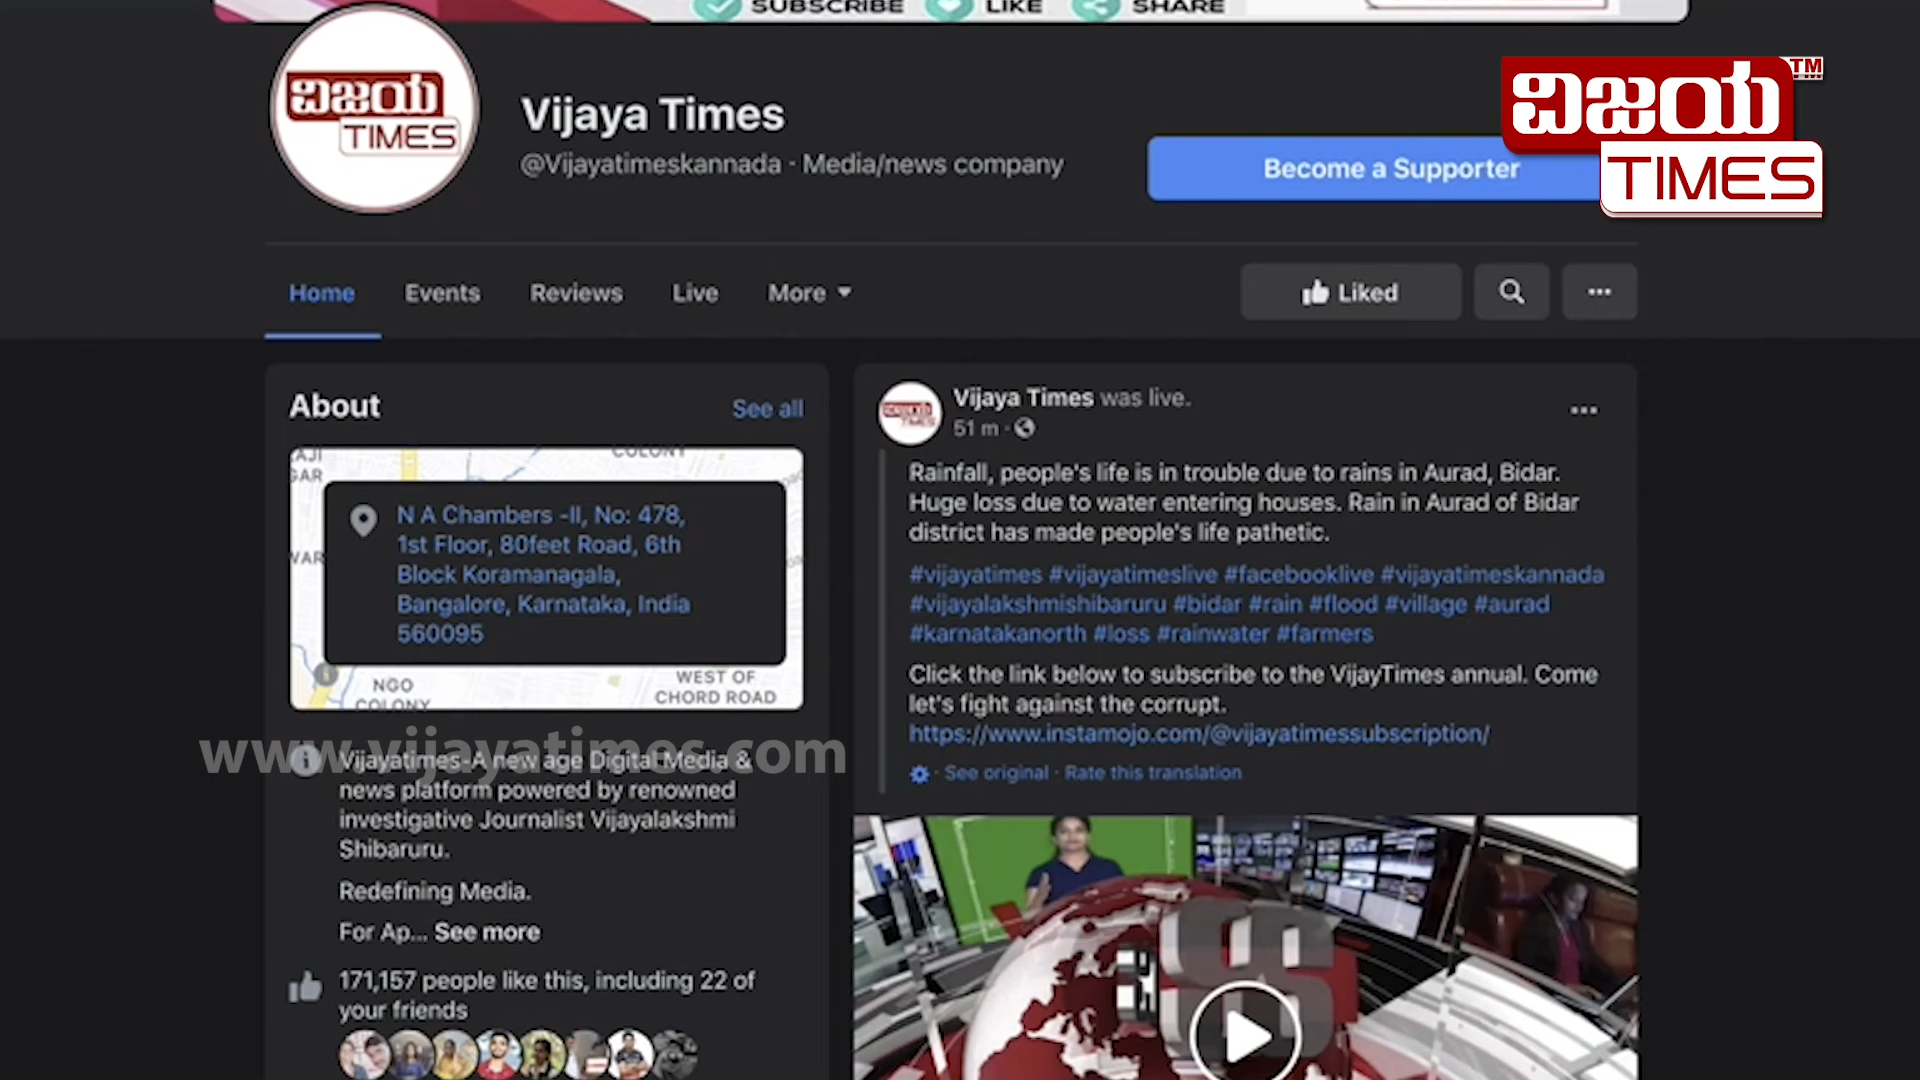 SUBSCRIBE LIKE SHARE
ವಿಜಯ
TIMES
Vijaya Times
@Vijayatimeskannada · Media/news company
Become a Supporter
ವಿಜಯ TM
TIMES
Home Events Reviews Live More
Liked
About
See all
COLONY
N A Chambers -II, No: 478,
1st Floor, 80feet Road, 6th
Block Koramanagala,
Bangalore, Karnataka, India
560095
NGO
COLONY
WEST OF
CHORD ROAD
www.vijayatimes.com
Vijayatimes-A new age Digital Media &
news platform powered by renowned
investigative Journalist Vijayalakshmi
Shibaruru.
Redefining Media.
For Ap... See more
171,157 people like this, including 22 of
your friends
Vijaya Times was live.
51 m ·
Rainfall, people's life is in trouble due to rains in Aurad, Bidar.
Huge loss due to water entering houses. Rain in Aurad of Bidar
district has made people's life pathetic.
#vijayatimes #vijayatimeslive #facebooklive #vijayatimeskannada
#vijayalakshmishibaruru #bidar #rain #flood #village #aurad
#karnatakanorth #loss #rainwater #farmers
Click the link below to subscribe to the VijayTimes annual. Come
let's fight against the corrupt.
https://www.instamojo.com/@vijayatimessubscription/
· See original · Rate this translation